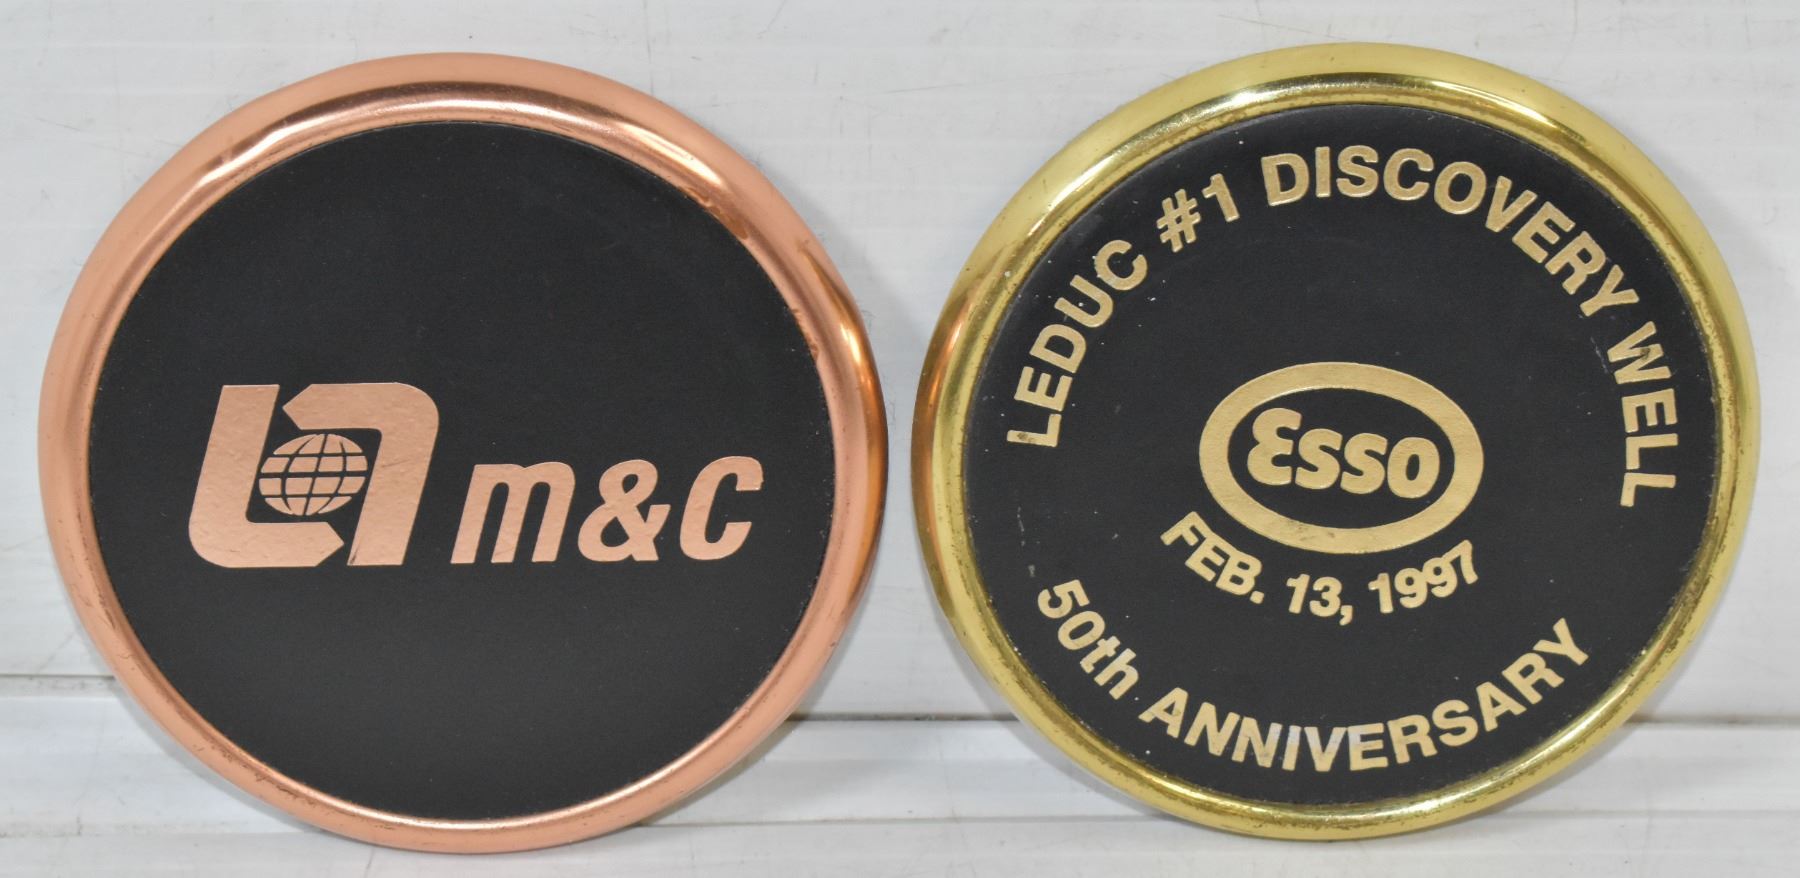 m&c
LEDUC #1 DISCOVERY WELL
Esso
FEB. 13, 1997
50th ANNIVERSARY